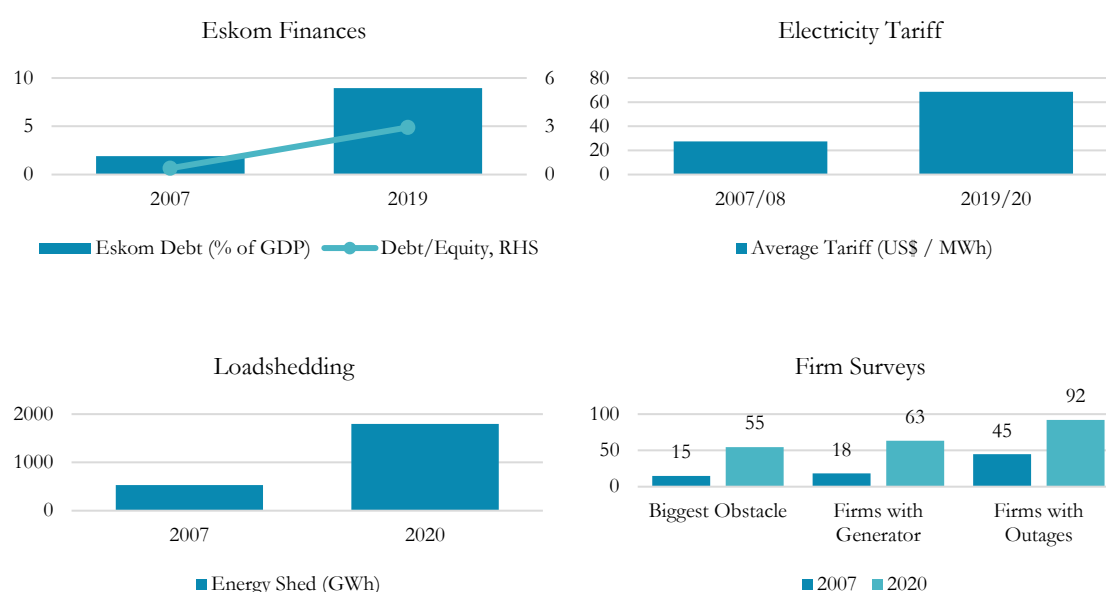 Eskom Finances
10
5
0
6
3
0
2007
2019
Eskom Debt (% of GDP)
Debt/Equity, RHS
Electricity Tariff
80
60
40
20
0
2007/08
2019/20
Average Tariff (US$ / MWh)
Loadshedding
2000
1000
0
2007
2020
Energy Shed (GWh)
Firm Surveys
100
50
0
15
55
18
63
45
92
Biggest Obstacle
Firms with
Generator
Firms with
Outages
2007
2020